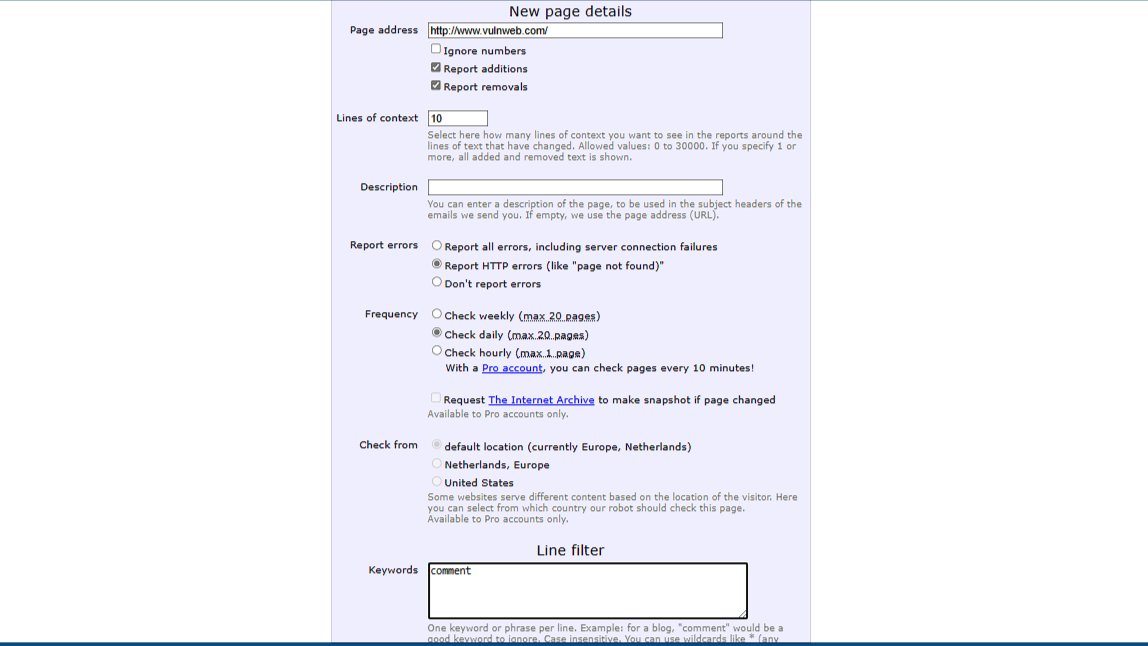 New page details
Page address http://www.vulnweb.com/
Ignore numbers
Report additions
Report removals
Lines of context 10
Select here how many lines of context you want to see in the reports around the
lines of text that have changed. Allowed values: 0 to 30000. If you specify 1 or
more, all added and removed text is shown.
Description
You can enter a description of the page, to be used in the subject headers of the
emails we send you. If empty, we use the page address (URL).
Report errors Report all errors, including server connection failures
Report HTTP errors (like "page not found)"
Don't report errors
Frequency Check weekly (max 20 pages)
Check daily (max 20 pages)
Check hourly (max 1 page)
With a Pro account, you can check pages every 10 minutes!
Request The Internet Archive to make snapshot if page changed
Available to Pro accounts only.
Check from default location (currently Europe, Netherlands)
Netherlands, Europe
United States
Some websites serve different content based on the location of the visitor. Here
you can select from which country our robot should check this page.
Available to Pro accounts only.
Line filter
Keywords comment
One keyword or phrase per line. Example: for a blog, "comment" would be a
good keyword to ignore. Case insensitive. You can use wildcards like * (any